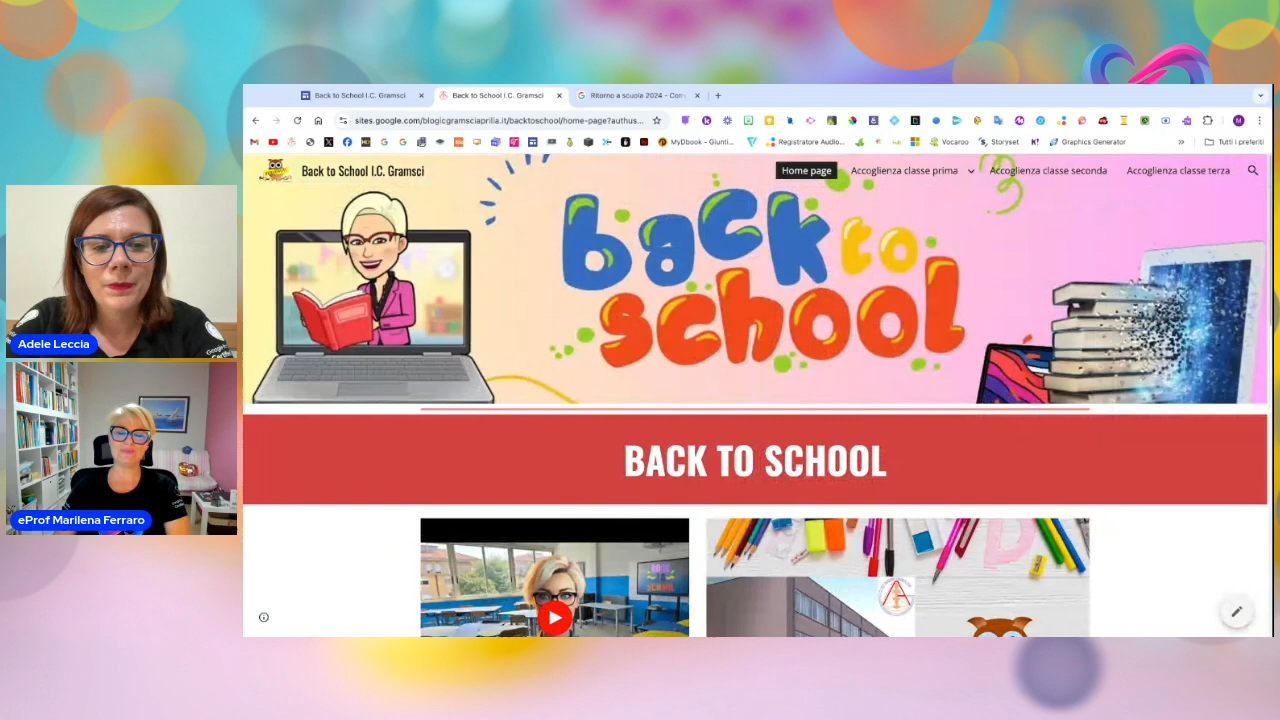 Back to School I.C. Gramsci
Back to School I.C. Gramsci
Ritorno a scuola 2024 - Con
sites.google.com/blogicgramsciaprilia.it/backtoschool/home-page?authus...
MyDbook - Giunti...
Registratore Audio...
Vocaroo
Storyset
K!
Graphics Generator
Tutti i preferiti
Back to School I.C. Gramsci
Home page
Accoglienza classe prima
Accoglienza classe seconda
Accoglienza classe terza
back to
school
BACK TO SCHOOL
Adele Leccia
eProf Marilena Ferraro